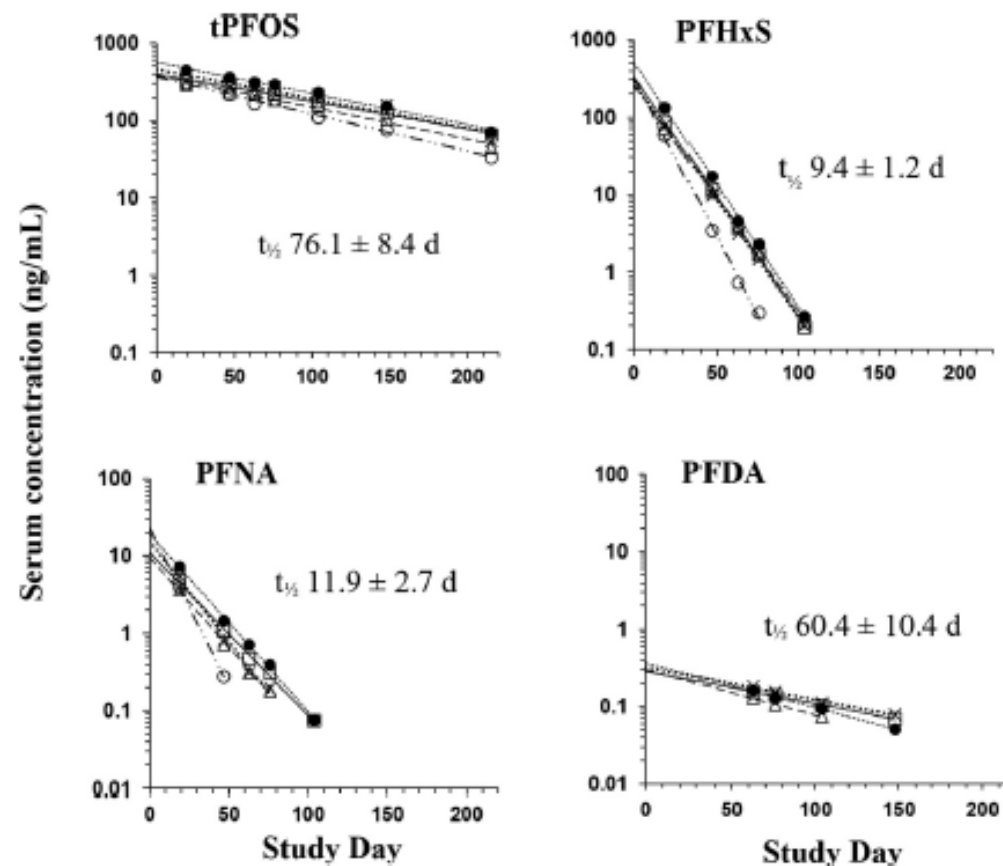 tPFOS
1000
100
10
1
0.1
0 50 100 150 200
t½ 76.1 ± 8.4 d
PFHxS
1000
100
10
1
0.1
0 50 100 150 200
t½ 9.4 ± 1.2 d
Serum concentration (ng/mL)
PFNA
100
10
1
0.1
0.01
0 50 100 150 200
t½ 11.9 ± 2.7 d
Study Day
PFDA
100
10
1
0.1
0.01
0 50 100 150 200
t½ 60.4 ± 10.4 d
Study Day